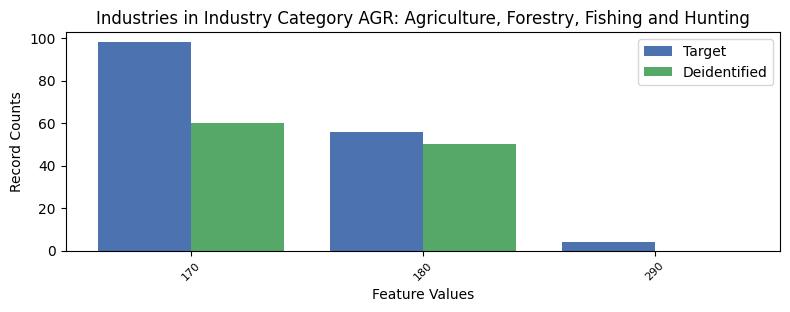 Industries in Industry Category AGR: Agriculture, Forestry, Fishing and Hunting
Target
Deidentified
Record Counts
100
80
60
40
20
0
170
180
290
Feature Values